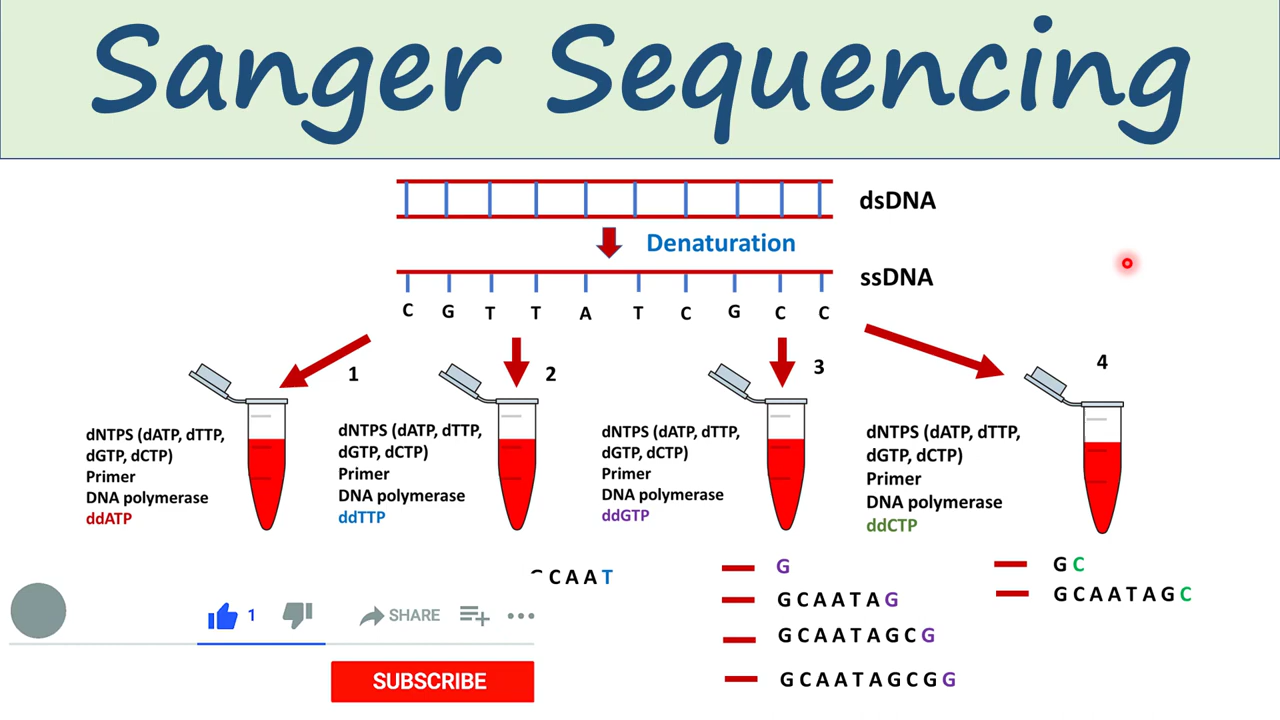 Sanger Sequencing
dsDNA
Denaturation
ssDNA
C G T T A T C G C C
1
2
3
4
dNTPS (dATP, dTTP,
dGTP, dCTP)
Primer
DNA polymerase
ddATP
dNTPS (dATP, dTTP,
dGTP, dCTP)
Primer
DNA polymerase
ddTTP
dNTPS (dATP, dTTP,
dGTP, dCTP)
Primer
DNA polymerase
ddGTP
dNTPS (dATP, dTTP,
dGTP, dCTP)
Primer
DNA polymerase
ddCTP
C A A T
G
G C A A T A G
G C A A T A G C G
G C A A T A G C G G
G C
G C A A T A G C
1
SHARE
SUBSCRIBE